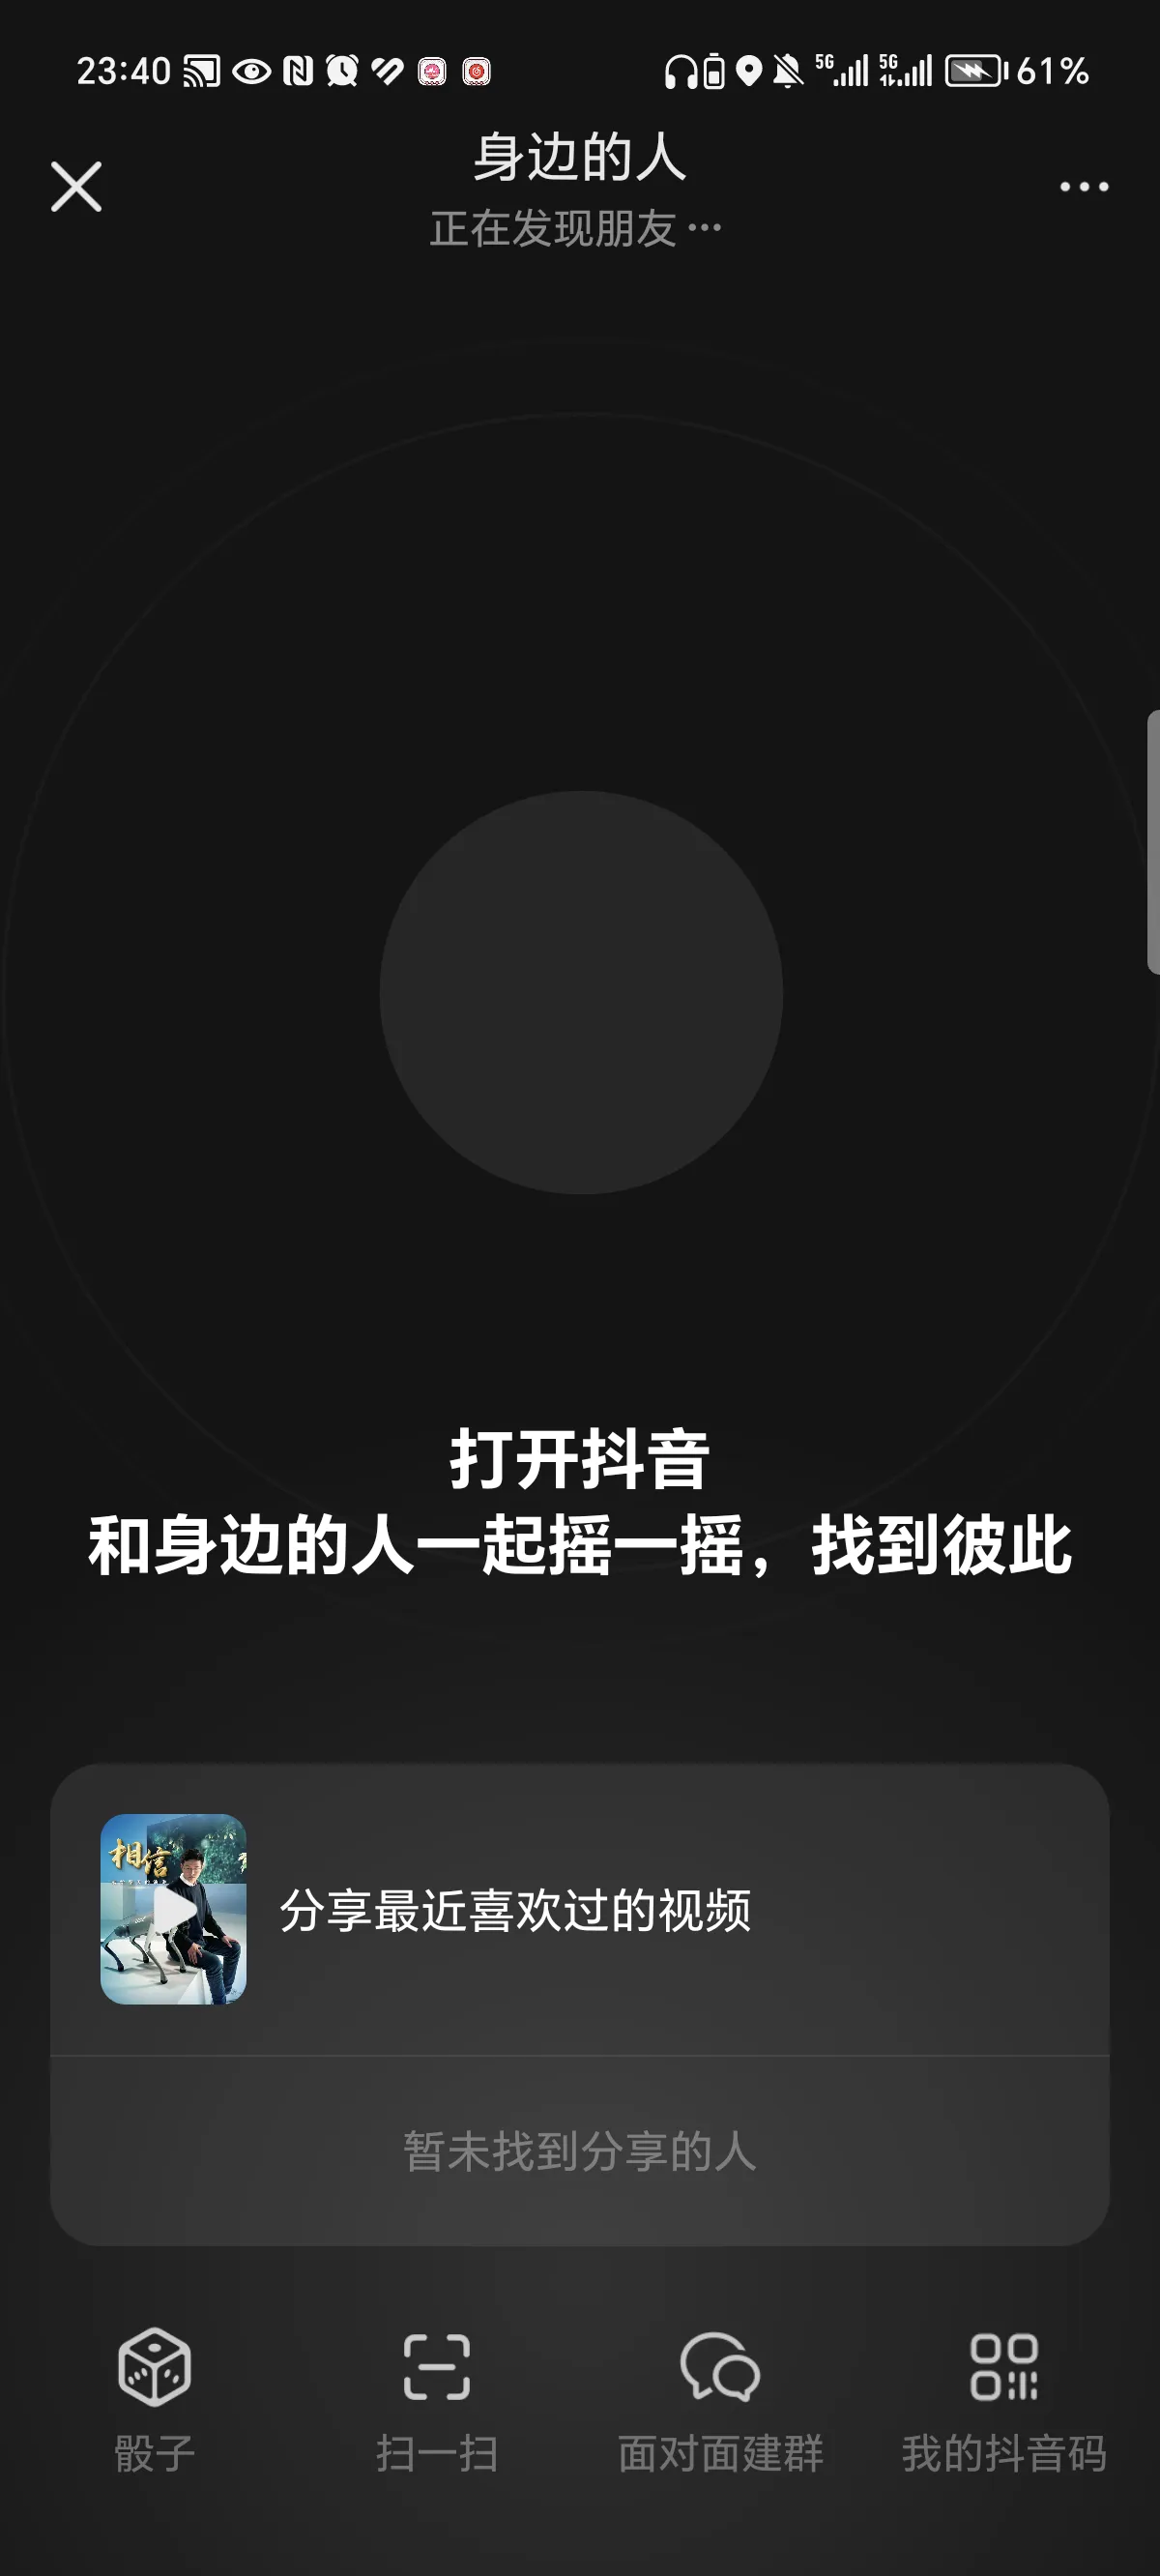 23:40
5G
5G
61%
身边的人
正在发现朋友···
打开抖音
和身边的人一起摇一摇，找到彼此
相信
分享最近喜欢过的视频
暂未找到分享的人
骰子
扫一扫
面对面建群
我的抖音码